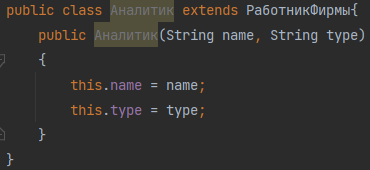 public class Аналитик extends РаботникФирмы{
public Аналитик(String name, String type)
{
this.name = name;
this.type = type;
}
}